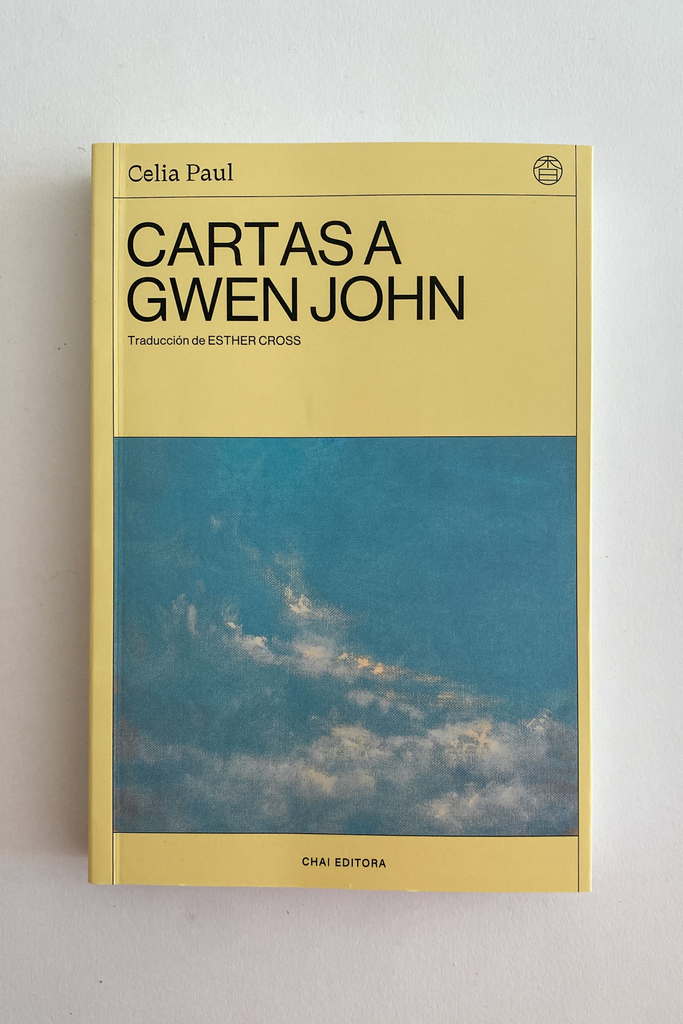 Celia Paul
CARTAS A
GWEN JOHN
Traducción de ESTHER CROSS
CHAI EDITORA